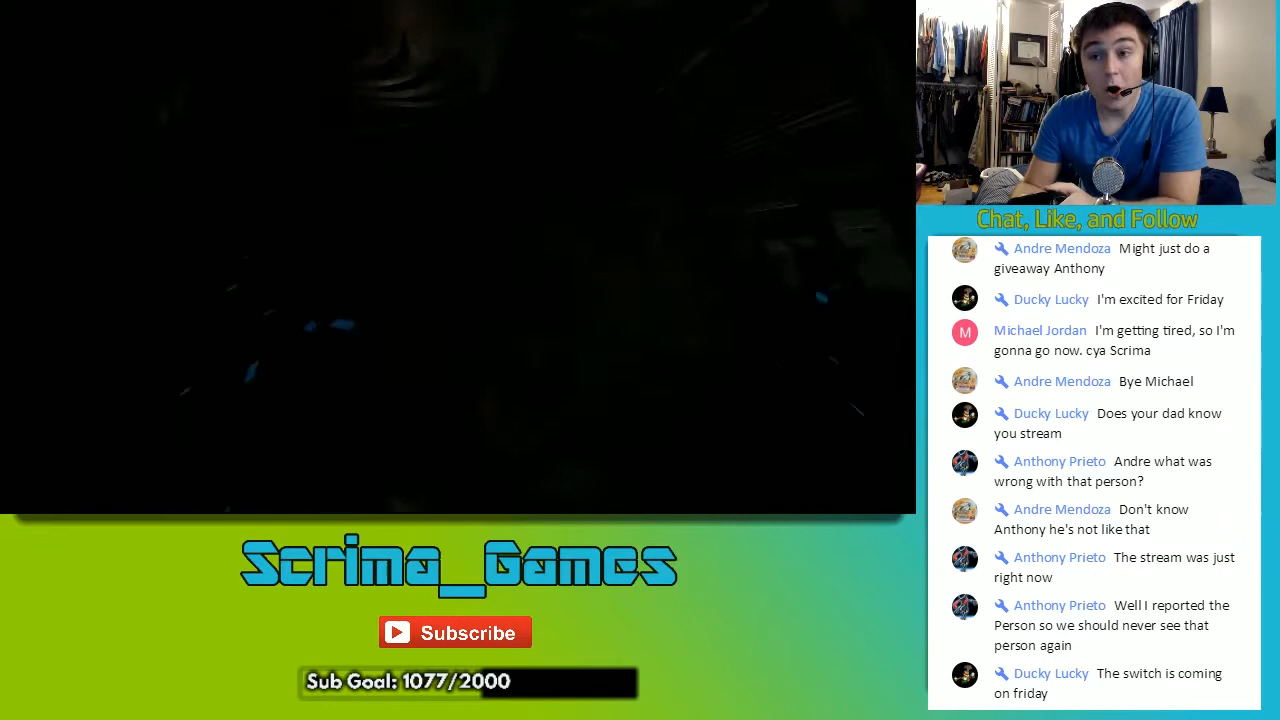 Chat, Like, and Follow
Andre Mendoza Might just do a
giveaway Anthony
Ducky Lucky I'm excited for Friday
M Michael Jordan I'm getting tired, so I'm
gonna go now. cya Scrima
Andre Mendoza Bye Michael
Ducky Lucky Does your dad know
you stream
Anthony Prieto Andre what was
wrong with that person?
Andre Mendoza Don't know
Anthony he's not like that
Anthony Prieto The stream was just
right now
Anthony Prieto Well I reported the
Person so we should never see that
person again
Ducky Lucky The switch is coming
on friday
Scrima_Games
Subscribe
Sub Goal: 1077/2000